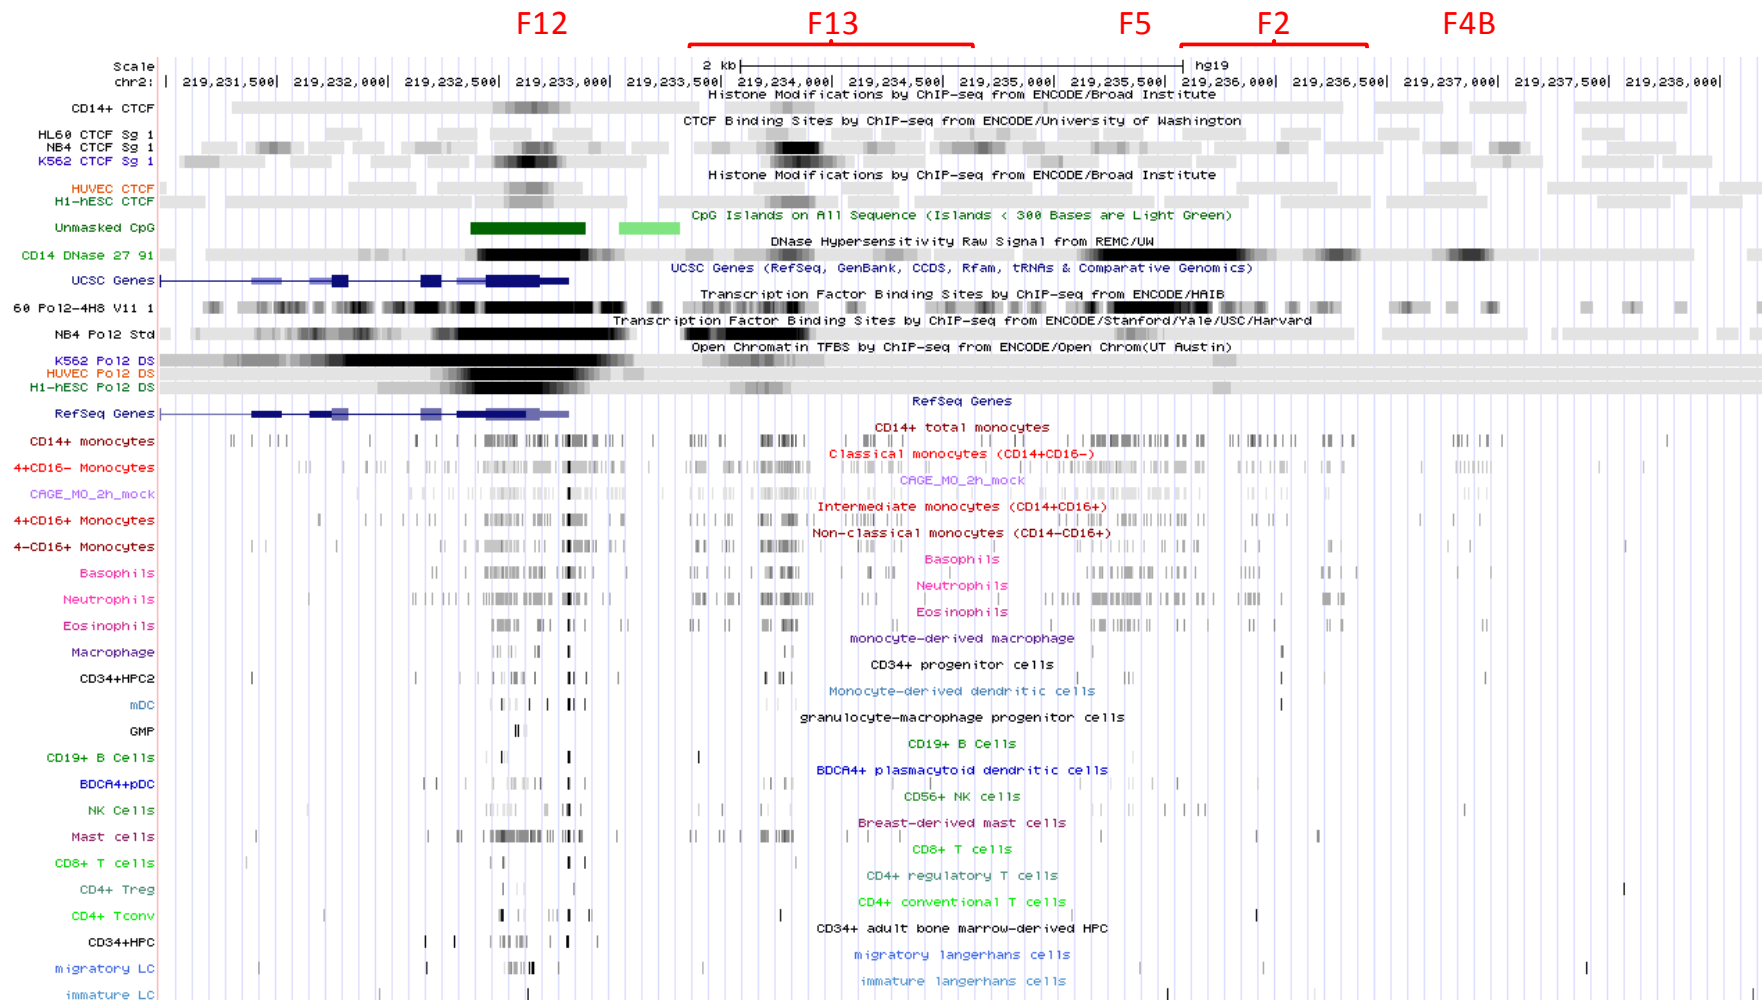 F12 F13 F5 F2 F4B
Scale 2 kb hg19
chr2: 219,231,500 219,232,000 219,232,500 219,233,000 219,233,500 219,234,000 219,234,500 219,235,000 219,235,500 219,236,000 219,236,500 219,237,000 219,237,500 219,238,000
Histone Modifications by ChIP-seq from ENCODE/Broad Institute
CD14+ CTCF
CTCF Binding Sites by ChIP-seq from ENCODE/University of Washington
HL60 CTCF Sg 1
NB4 CTCF Sg 1
K562 CTCF Sg 1
Histone Modifications by ChIP-seq from ENCODE/Broad Institute
HUVEC CTCF
H1-hESC CTCF
CpG Islands on All Sequence (Islands < 300 Bases are Light Green)
Unmasked CpG
DNase Hypersensitivity Raw Signal from REMC/UW
CD14 DNase 27 91
UCSC Genes (RefSeq, GenBank, CCDS, Rfam, tRNAs & Comparative Genomics)
UCSC Genes
Transcription Factor Binding Sites by ChIP-seq from ENCODE/HAIB
60 Pol2-4H8 V11 1
Transcription Factor Binding Sites by ChIP-seq from ENCODE/Stanford/Yale/USC/Harvard
NB4 Pol2 Std
Open Chromatin TFBS by ChIP-seq from ENCODE/Open Chrom(UT Austin)
K562 Pol2 DS
HUVEC Pol2 DS
H1-hESC Pol2 DS
RefSeq Genes
RefSeq Genes
CD14+ total monocytes
CD14+ monocytes
Classical monocytes (CD14+CD16-)
4+CD16- Monocytes
CAGE_MO_2h_mock
CAGE_MO_2h_mock
Intermediate monocytes (CD14+CD16+)
4+CD16+ Monocytes
Non-classical monocytes (CD14-CD16+)
4-CD16+ Monocytes
Basophils
Basophils
Neutrophils
Neutrophils
Eosinophils
Eosinophils
monocyte-derived macrophage
Macrophage
CD34+ progenitor cells
CD34+HPC2
Monocyte-derived dendritic cells
mDC
granulocyte-macrophage progenitor cells
GMP
CD19+ B Cells
CD19+ B Cells
BDCA4+ plasmacytoid dendritic cells
BDCA4+pDC
CD56+ NK cells
NK Cells
Breast-derived mast cells
Mast cells
CD8+ T cells
CD8+ T cells
CD4+ regulatory T cells
CD4+ Treg
CD4+ conventional T cells
CD4+ Tconv
CD34+ adult bone marrow-derived HPC
CD34+HPC
migratory langerhans cells
migratory LC
immature langerhans cells
immature LC